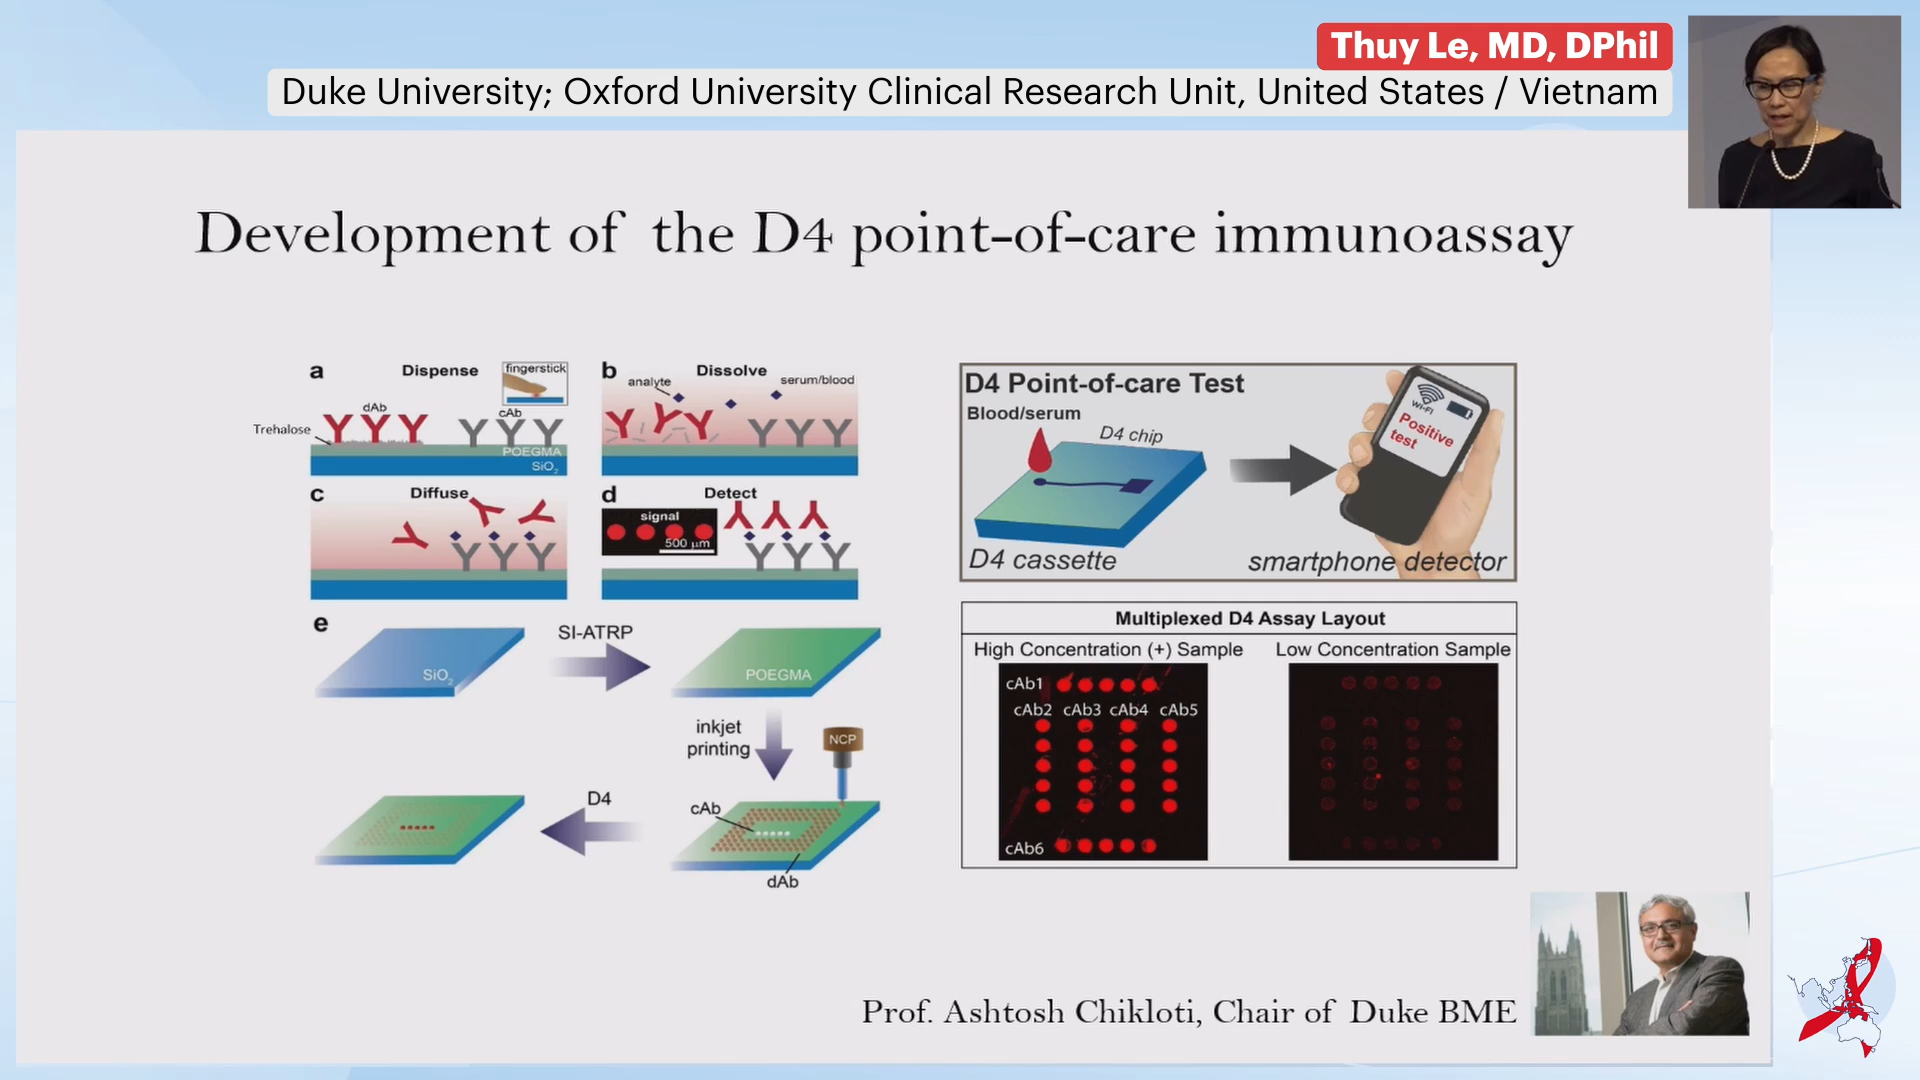 Thuy Le, MD, DPhil
Duke University; Oxford University Clinical Research Unit, United States / Vietnam
Development of the D4 point-of-care immunoassay
a
Dispense
fingerstick
dAb
cAb
Trehalose
POEGMA
SiO2
b
Dissolve
analyte
serum/blood
c
Diffuse
d
Detect
signal
500 µm
e
SiO2
SI-ATRP
POEGMA
inkjet
printing
NCP
cAb
dAb
D4
D4 Point-of-care Test
Blood/serum
D4 chip
D4 cassette
Wi-Fi
Positive
test
smartphone detector
Multiplexed D4 Assay Layout
High Concentration (+) Sample
Low Concentration Sample
cAb1
cAb2 cAb3 cAb4 cAb5
cAb6
Prof. Ashtosh Chikloti, Chair of Duke BME